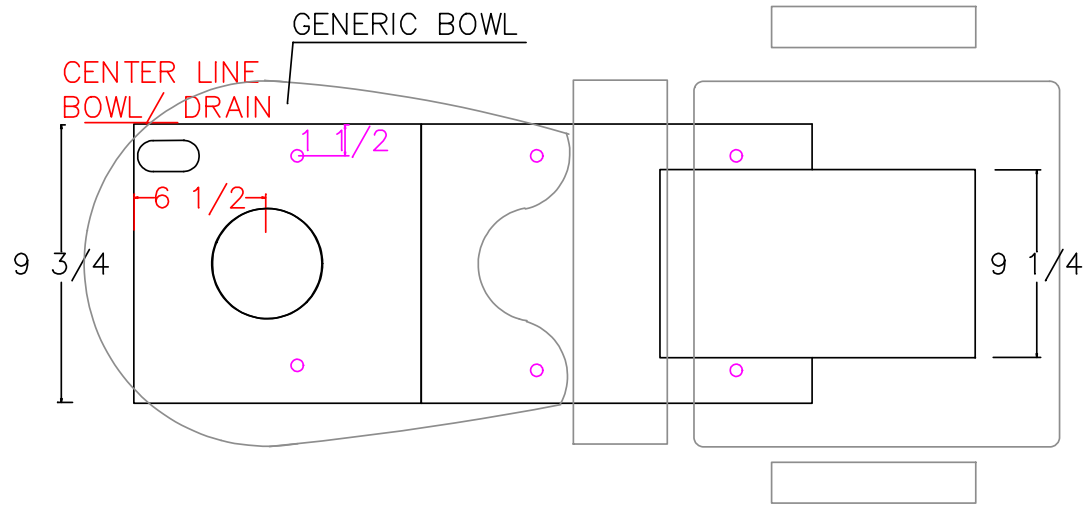 GENERIC BOWL
CENTER LINE
BOWL/ DRAIN
1 1/2
6 1/2
9 3/4
9 1/4